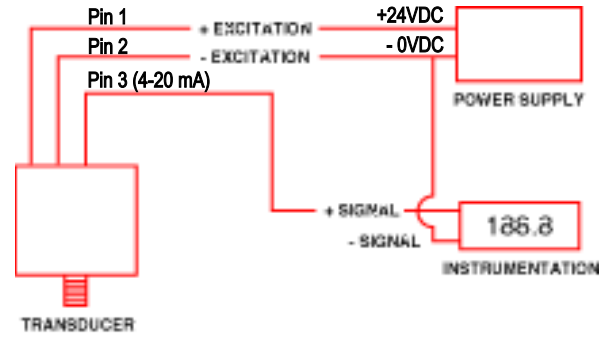 Pin 1
+ EXCITATION
+24VDC
Pin 2
- EXCITATION
- 0VDC
Pin 3 (4-20 mA)
POWER SUPPLY
+ SIGNAL
186.8
- SIGNAL
INSTRUMENTATION
TRANSDUCER